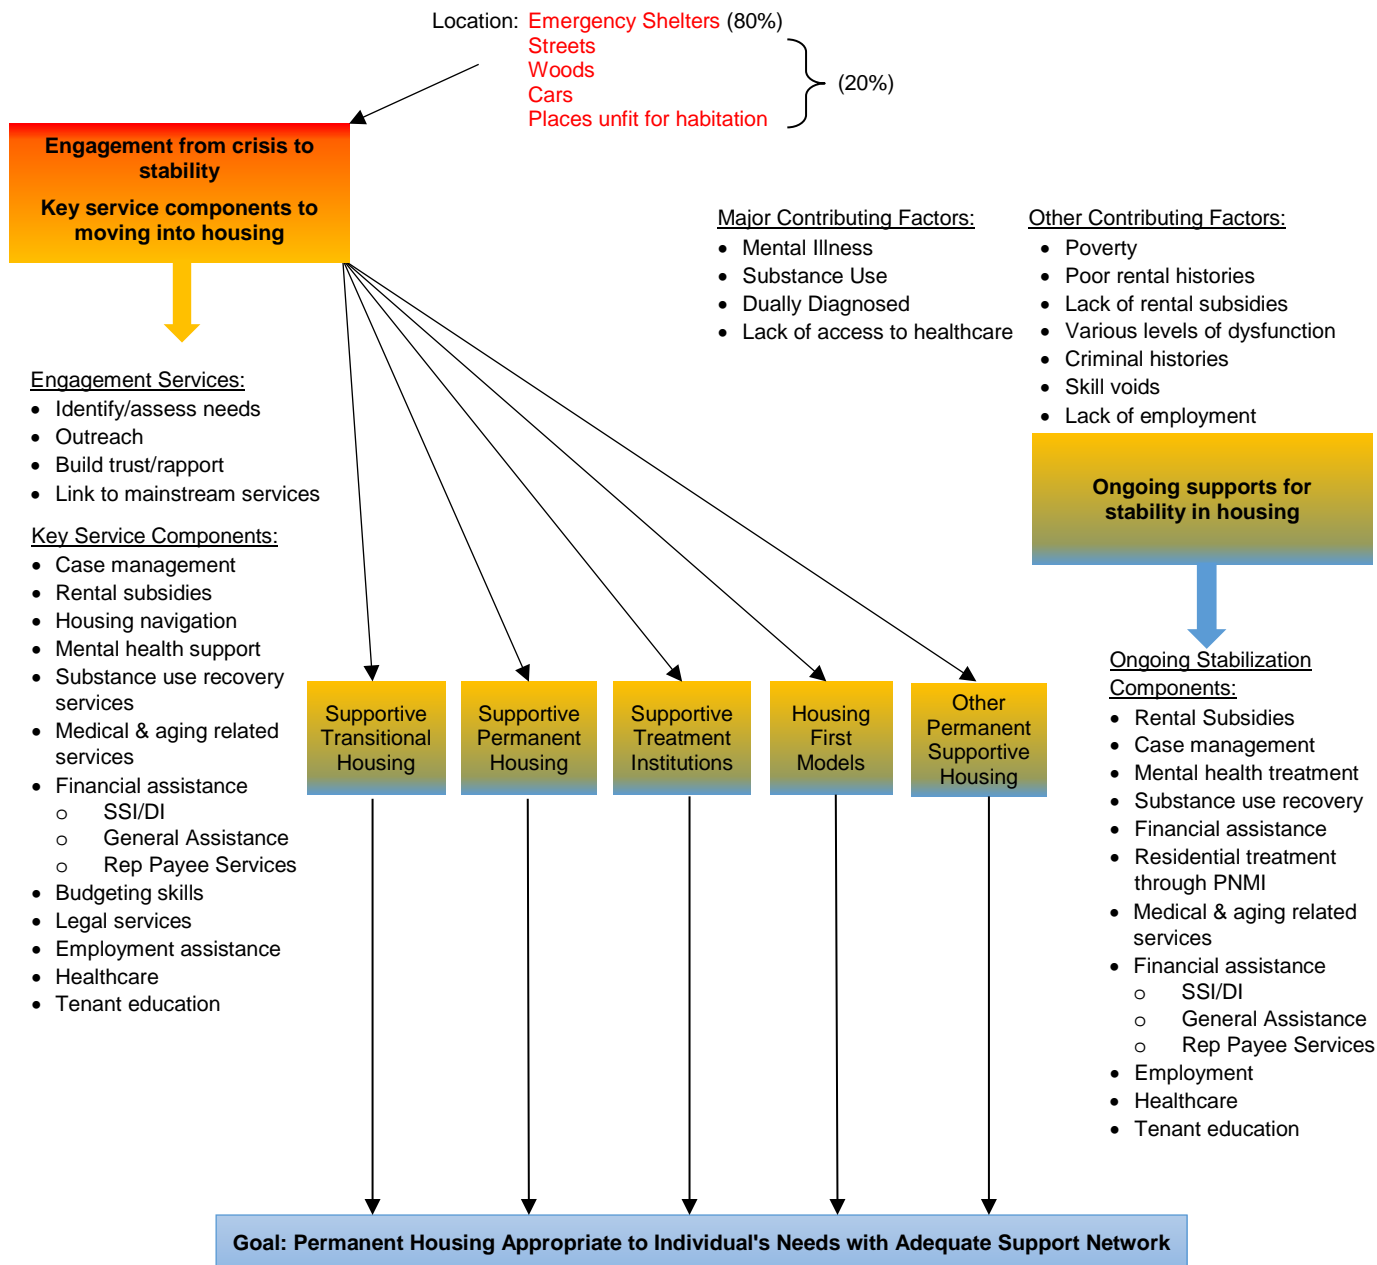 Location: Emergency Shelters (80%)
Streets
Woods
Cars
Places unfit for habitation
(20%)
Engagement from crisis to
stability
Key service components to
moving into housing
Major Contributing Factors:
• Mental Illness
• Substance Use
• Dually Diagnosed
• Lack of access to healthcare
Other Contributing Factors:
• Poverty
• Poor rental histories
• Lack of rental subsidies
• Various levels of dysfunction
• Criminal histories
• Skill voids
• Lack of employment
Engagement Services:
• Identify/assess needs
• Outreach
• Build trust/rapport
• Link to mainstream services
Key Service Components:
• Case management
• Rental subsidies
• Housing navigation
• Mental health support
• Substance use recovery
services
• Medical & aging related
services
• Financial assistance
o SSI/DI
o General Assistance
o Rep Payee Services
• Budgeting skills
• Legal services
• Employment assistance
• Healthcare
• Tenant education
Supportive
Transitional
Housing
Supportive
Permanent
Housing
Supportive
Treatment
Institutions
Housing
First
Models
Other
Permanent
Supportive
Housing
Ongoing supports for
stability in housing
Ongoing Stabilization
Components:
• Rental Subsidies
• Case management
• Mental health treatment
• Substance use recovery
• Financial assistance
• Residential treatment
through PNMI
• Medical & aging related
services
• Financial assistance
o SSI/DI
o General Assistance
o Rep Payee Services
• Employment
• Healthcare
• Tenant education
Goal: Permanent Housing Appropriate to Individual's Needs with Adequate Support Network